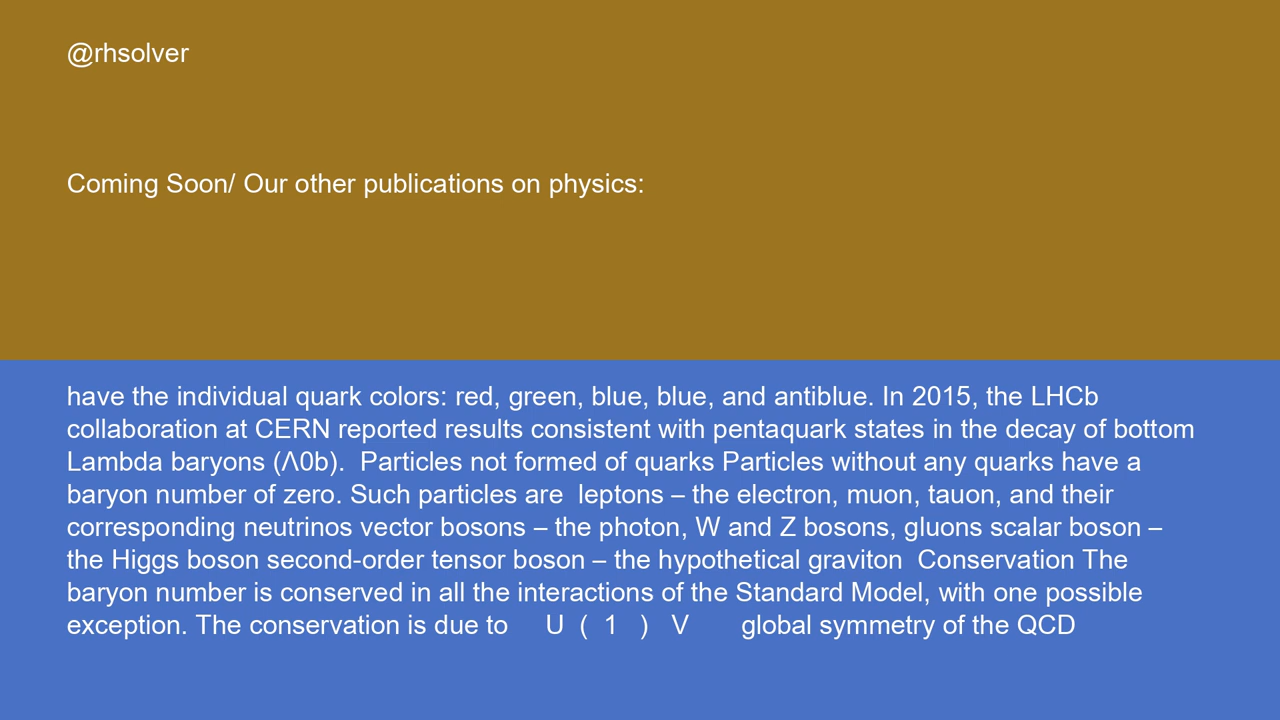 @rhsolver
Coming Soon/ Our other publications on physics:
have the individual quark colors: red, green, blue, blue, and antiblue. In 2015, the LHCb
collaboration at CERN reported results consistent with pentaquark states in the decay of bottom
Lambda baryons (Λ0b).  Particles not formed of quarks Particles without any quarks have a
baryon number of zero. Such particles are  leptons – the electron, muon, tauon, and their
corresponding neutrinos vector bosons – the photon, W and Z bosons, gluons scalar boson –
the Higgs boson second-order tensor boson – the hypothetical graviton  Conservation The
baryon number is conserved in all the interactions of the Standard Model, with one possible
exception. The conservation is due to     U  (  1   )   V       global symmetry of the QCD